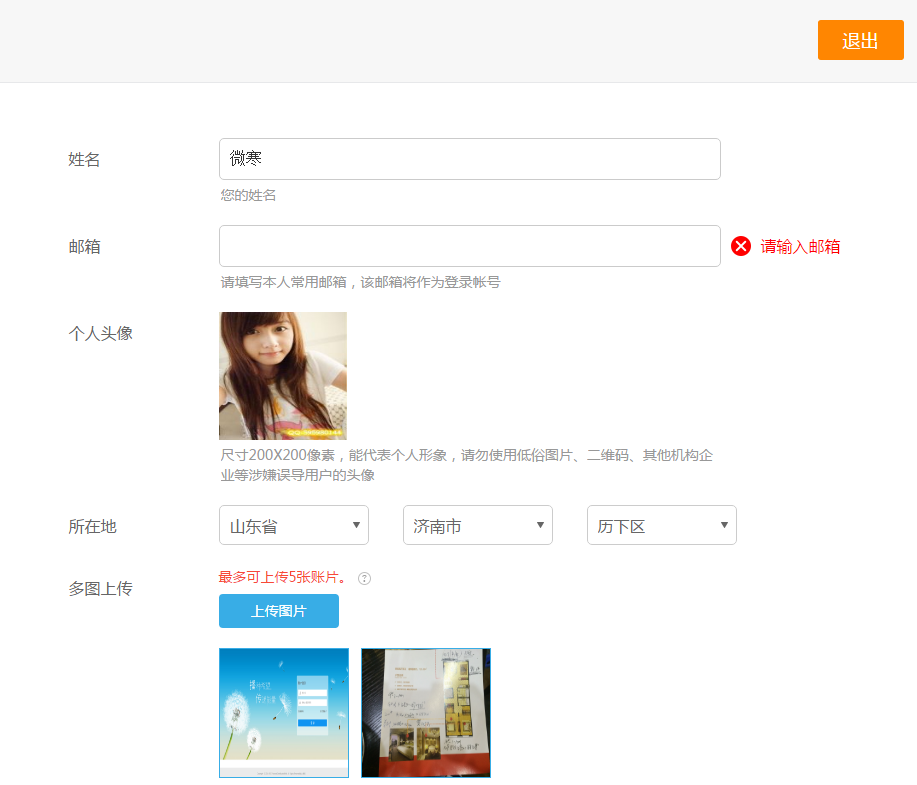 退出
姓名
微寒
您的姓名
邮箱
请输入邮箱
请填写本人常用邮箱，该邮箱将作为登录帐号
个人头像
尺寸200X200像素，能代表个人形象，请勿使用低俗图片、二维码、其他机构企
业等涉嫌误导用户的头像
所在地
山东省
济南市
历下区
多图上传
最多可上传5张账片。
?
上传图片